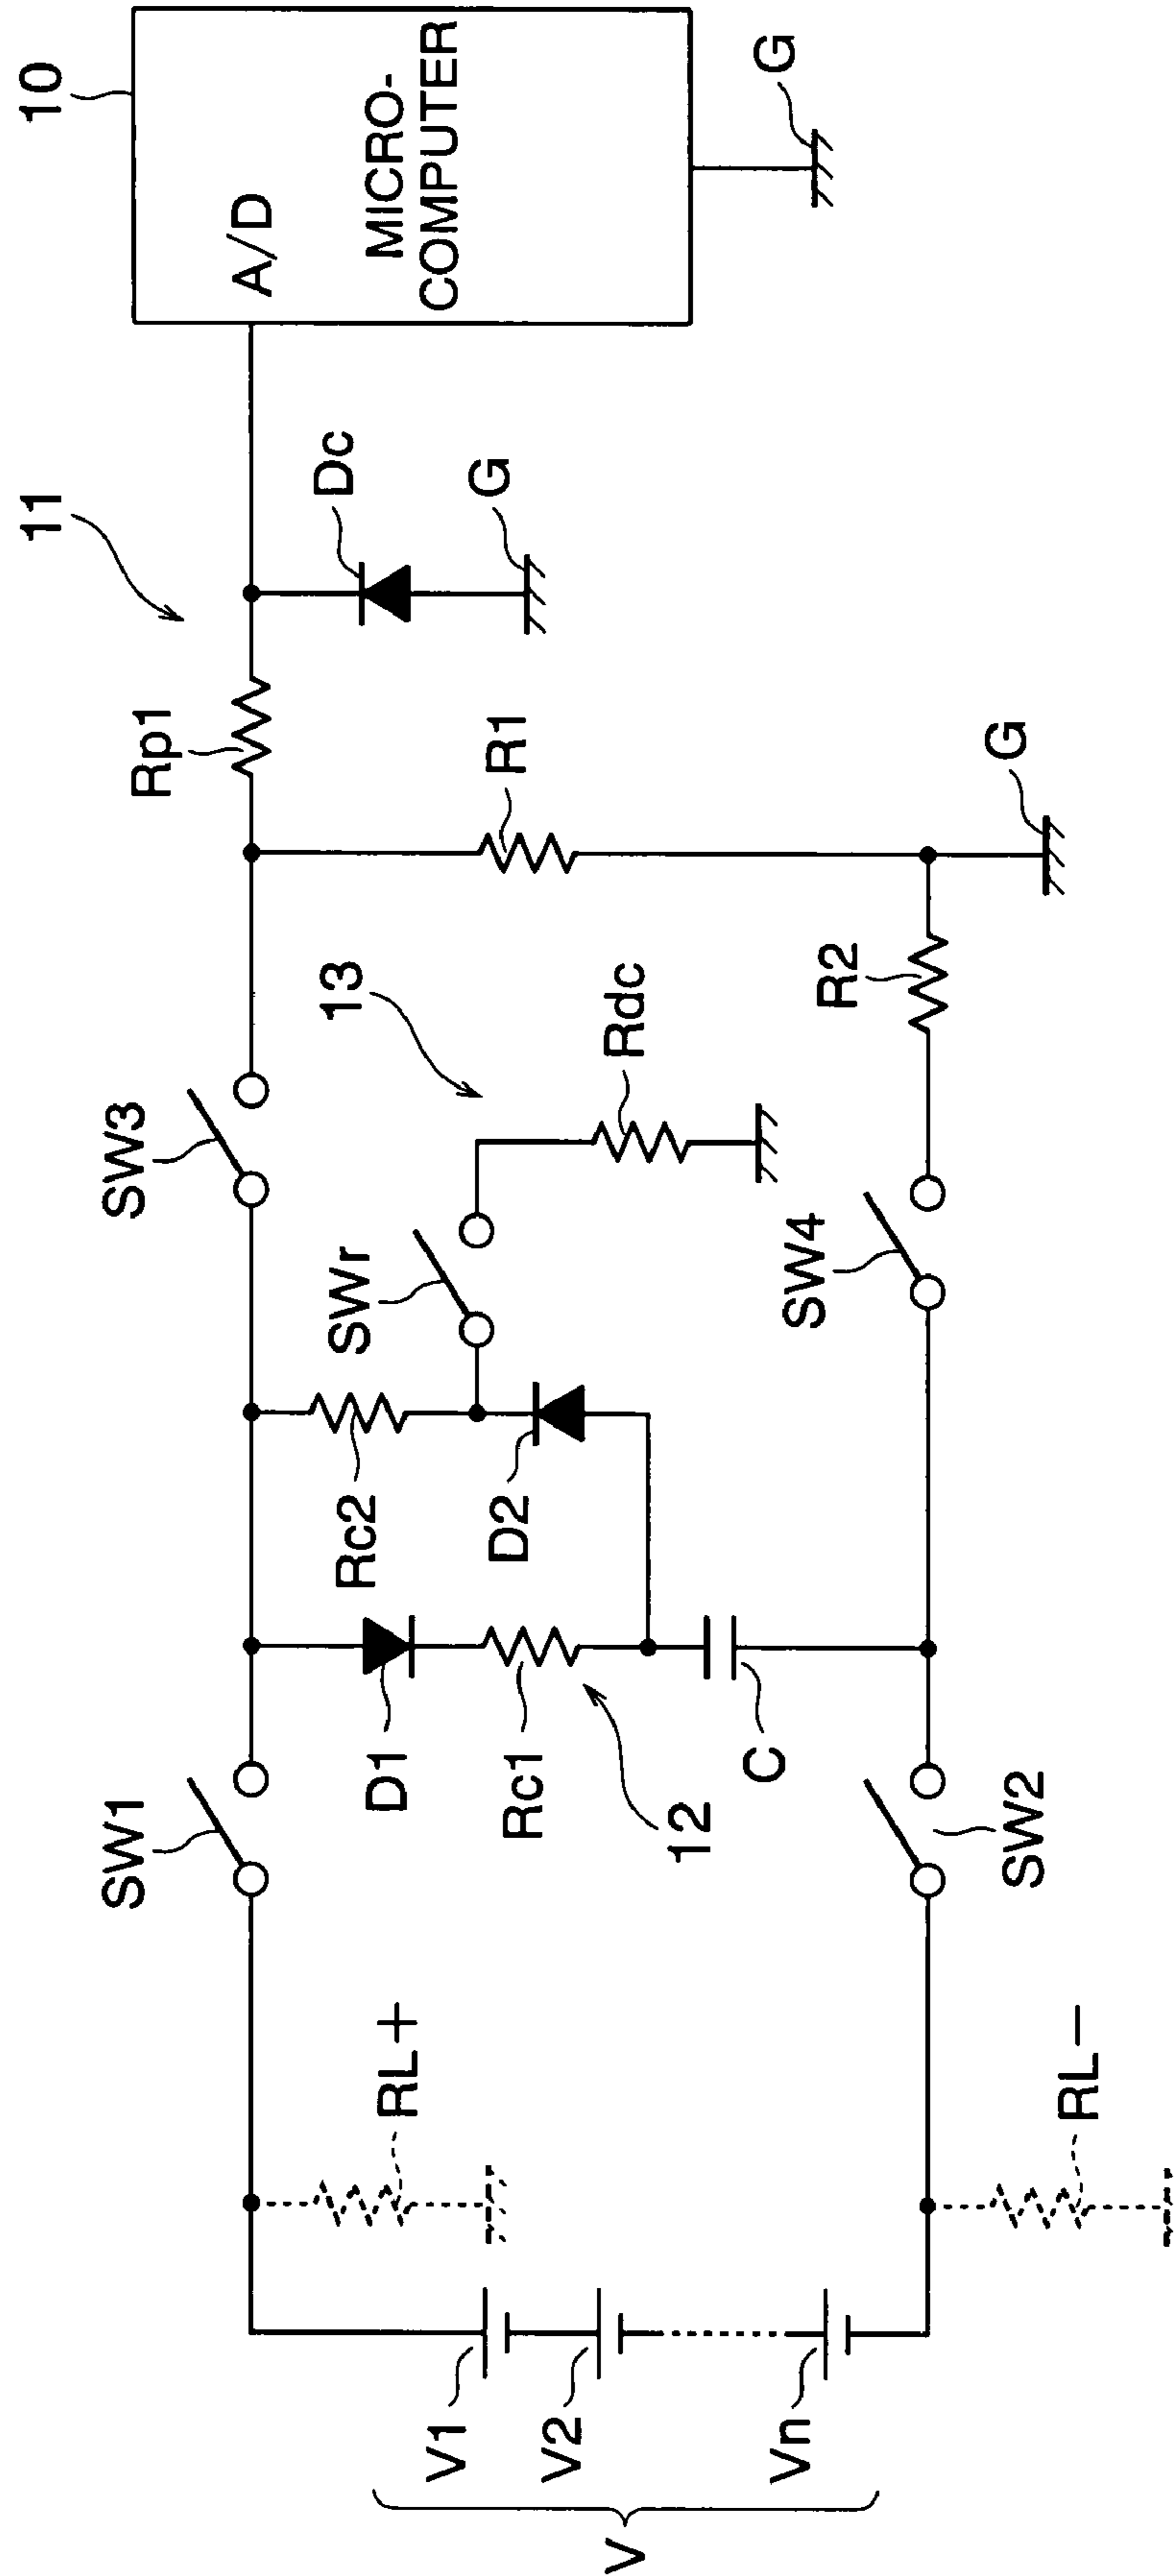 10
A/D
MICRO-
COMPUTER
G
11
Dc
G
Rp1
R1
G
R2
13
Rdc
SW3
SWr
SW4
Rc2
D2
D1
Rc1
12
C
SW1
SW2
RL+
RL−
V1
V2
Vn
V